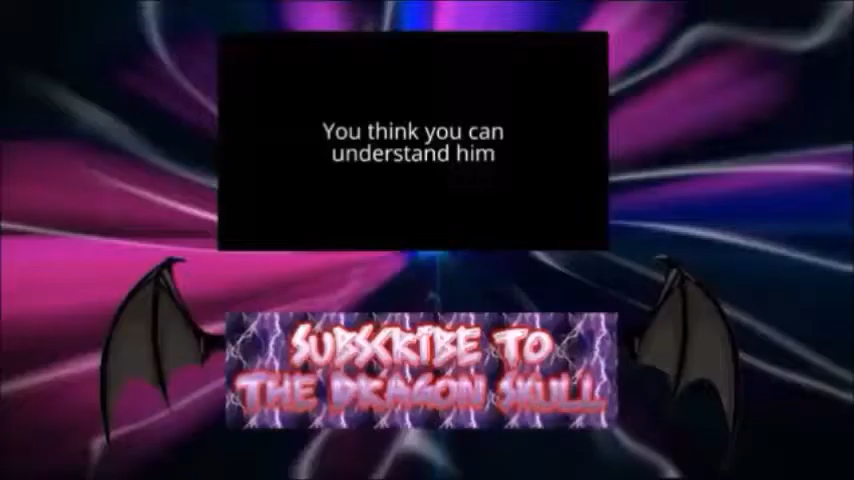 You think you can
understand him
SUBSCRIBE TO
THE DRAGON SKULL